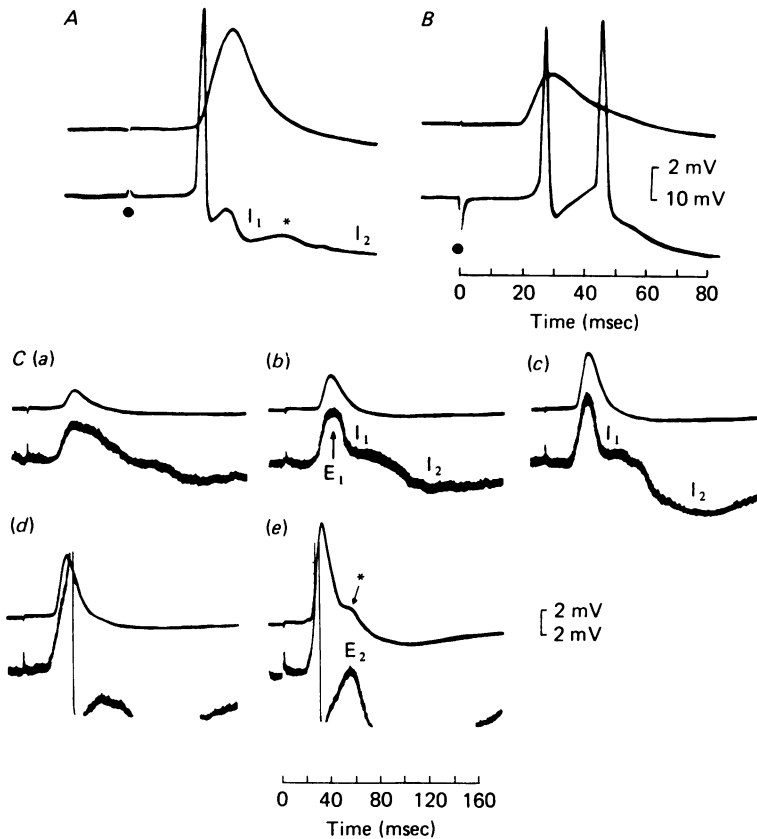 A
B
I1
*
I2
2 mV
10 mV
0 20 40 60 80
Time (msec)
C (a)
(b)
(c)
I1
I2
E1
I1
I2
(d)
(e)
*
E2
2 mV
2 mV
0 40 80 120 160
Time (msec)